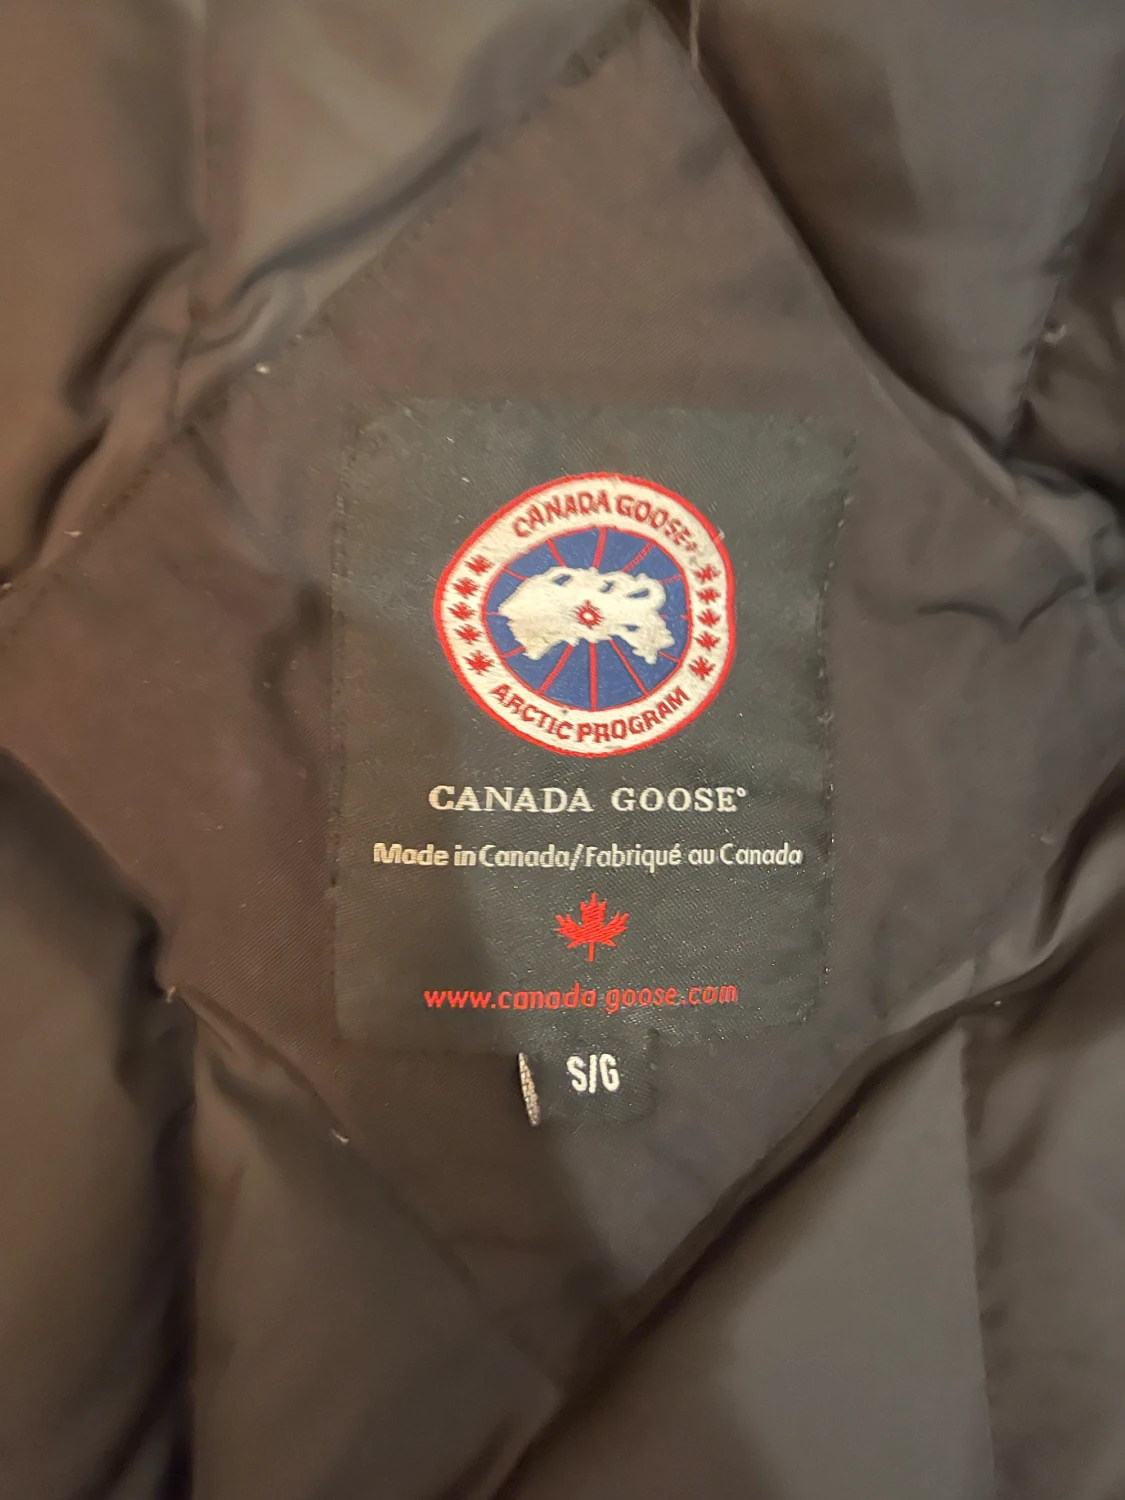 CANADA GOOSE®
ARCTIC PROGRAM
CANADA GOOSE®
Made in Canada/Fabriqué au Canada
www.canada-goose.com
S/G